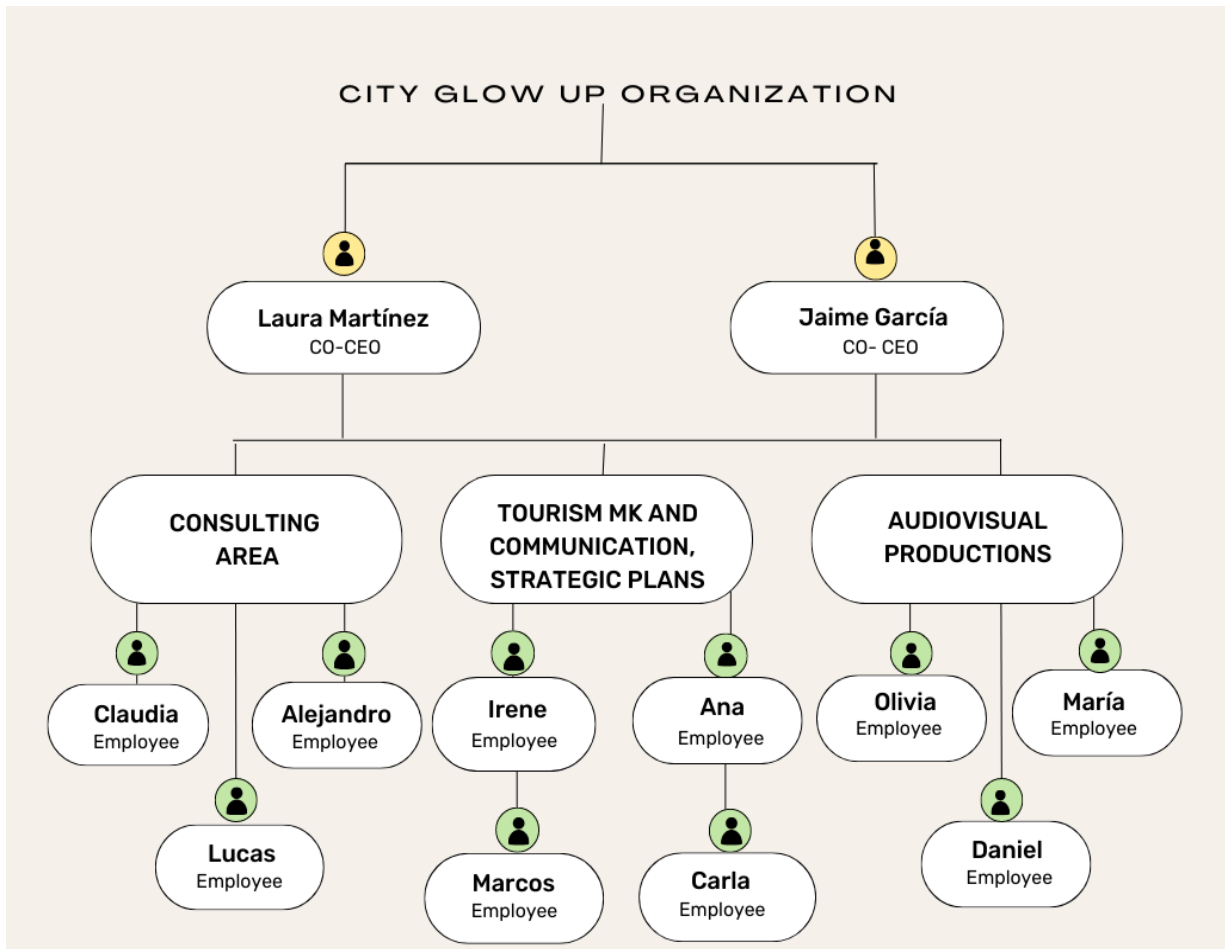 CITY GLOW UP ORGANIZATION
Laura Martínez
CO-CEO
Jaime García
CO- CEO
CONSULTING
AREA
TOURISM MK AND
COMMUNICATION,
STRATEGIC PLANS
AUDIOVISUAL
PRODUCTIONS
Claudia
Employee
Alejandro
Employee
Irene
Employee
Ana
Employee
Olivia
Employee
María
Employee
Lucas
Employee
Marcos
Employee
Carla
Employee
Daniel
Employee